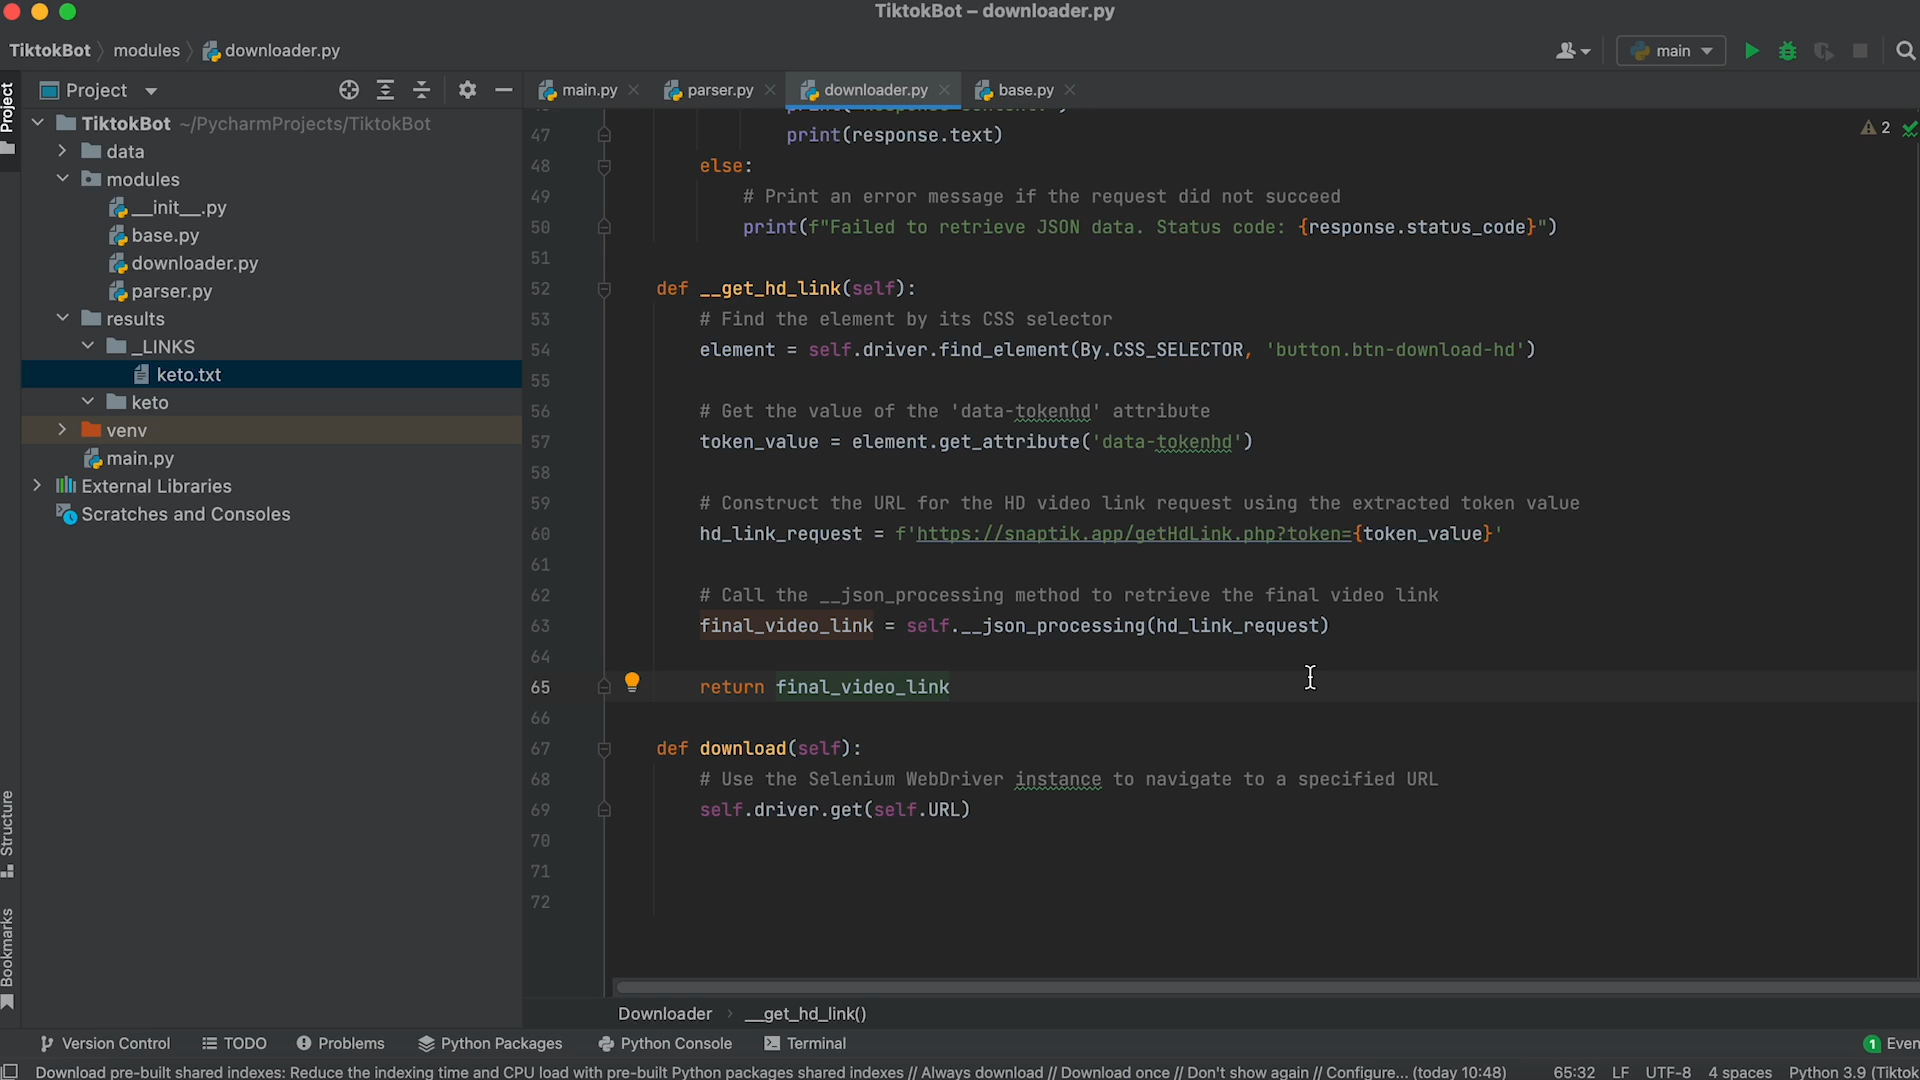 TiktokBot – downloader.py
TiktokBot
modules
downloader.py
main
Project
Project
TiktokBot ~/PycharmProjects/TiktokBot
data
modules
__init__.py
base.py
downloader.py
parser.py
results
_LINKS
keto.txt
keto
venv
main.py
External Libraries
Scratches and Consoles
Structure
Bookmarks
main.py
parser.py
downloader.py
base.py
2
47 print(response.text)
48 else:
49 # Print an error message if the request did not succeed
50 print(f"Failed to retrieve JSON data. Status code: {response.status_code}")
51
52 def __get_hd_link(self):
53 # Find the element by its CSS selector
54 element = self.driver.find_element(By.CSS_SELECTOR, 'button.btn-download-hd')
55
56 # Get the value of the 'data-tokenhd' attribute
57 token_value = element.get_attribute('data-tokenhd')
58
59 # Construct the URL for the HD video link request using the extracted token value
60 hd_link_request = f'https://snaptik.app/getHdLink.php?token={token_value}'
61
62 # Call the __json_processing method to retrieve the final video link
63 final_video_link = self.__json_processing(hd_link_request)
64
65 return final_video_link
66
67 def download(self):
68 # Use the Selenium WebDriver instance to navigate to a specified URL
69 self.driver.get(self.URL)
70
71
72
Downloader
__get_hd_link()
Version Control
TODO
Problems
Python Packages
Python Console
Terminal
1 Even
Download pre-built shared indexes: Reduce the indexing time and CPU load with pre-built Python packages shared indexes // Always download // Download once // Don't show again // Configure... (today 10:48)
65:32 LF UTF-8 4 spaces Python 3.9 (Tiktok